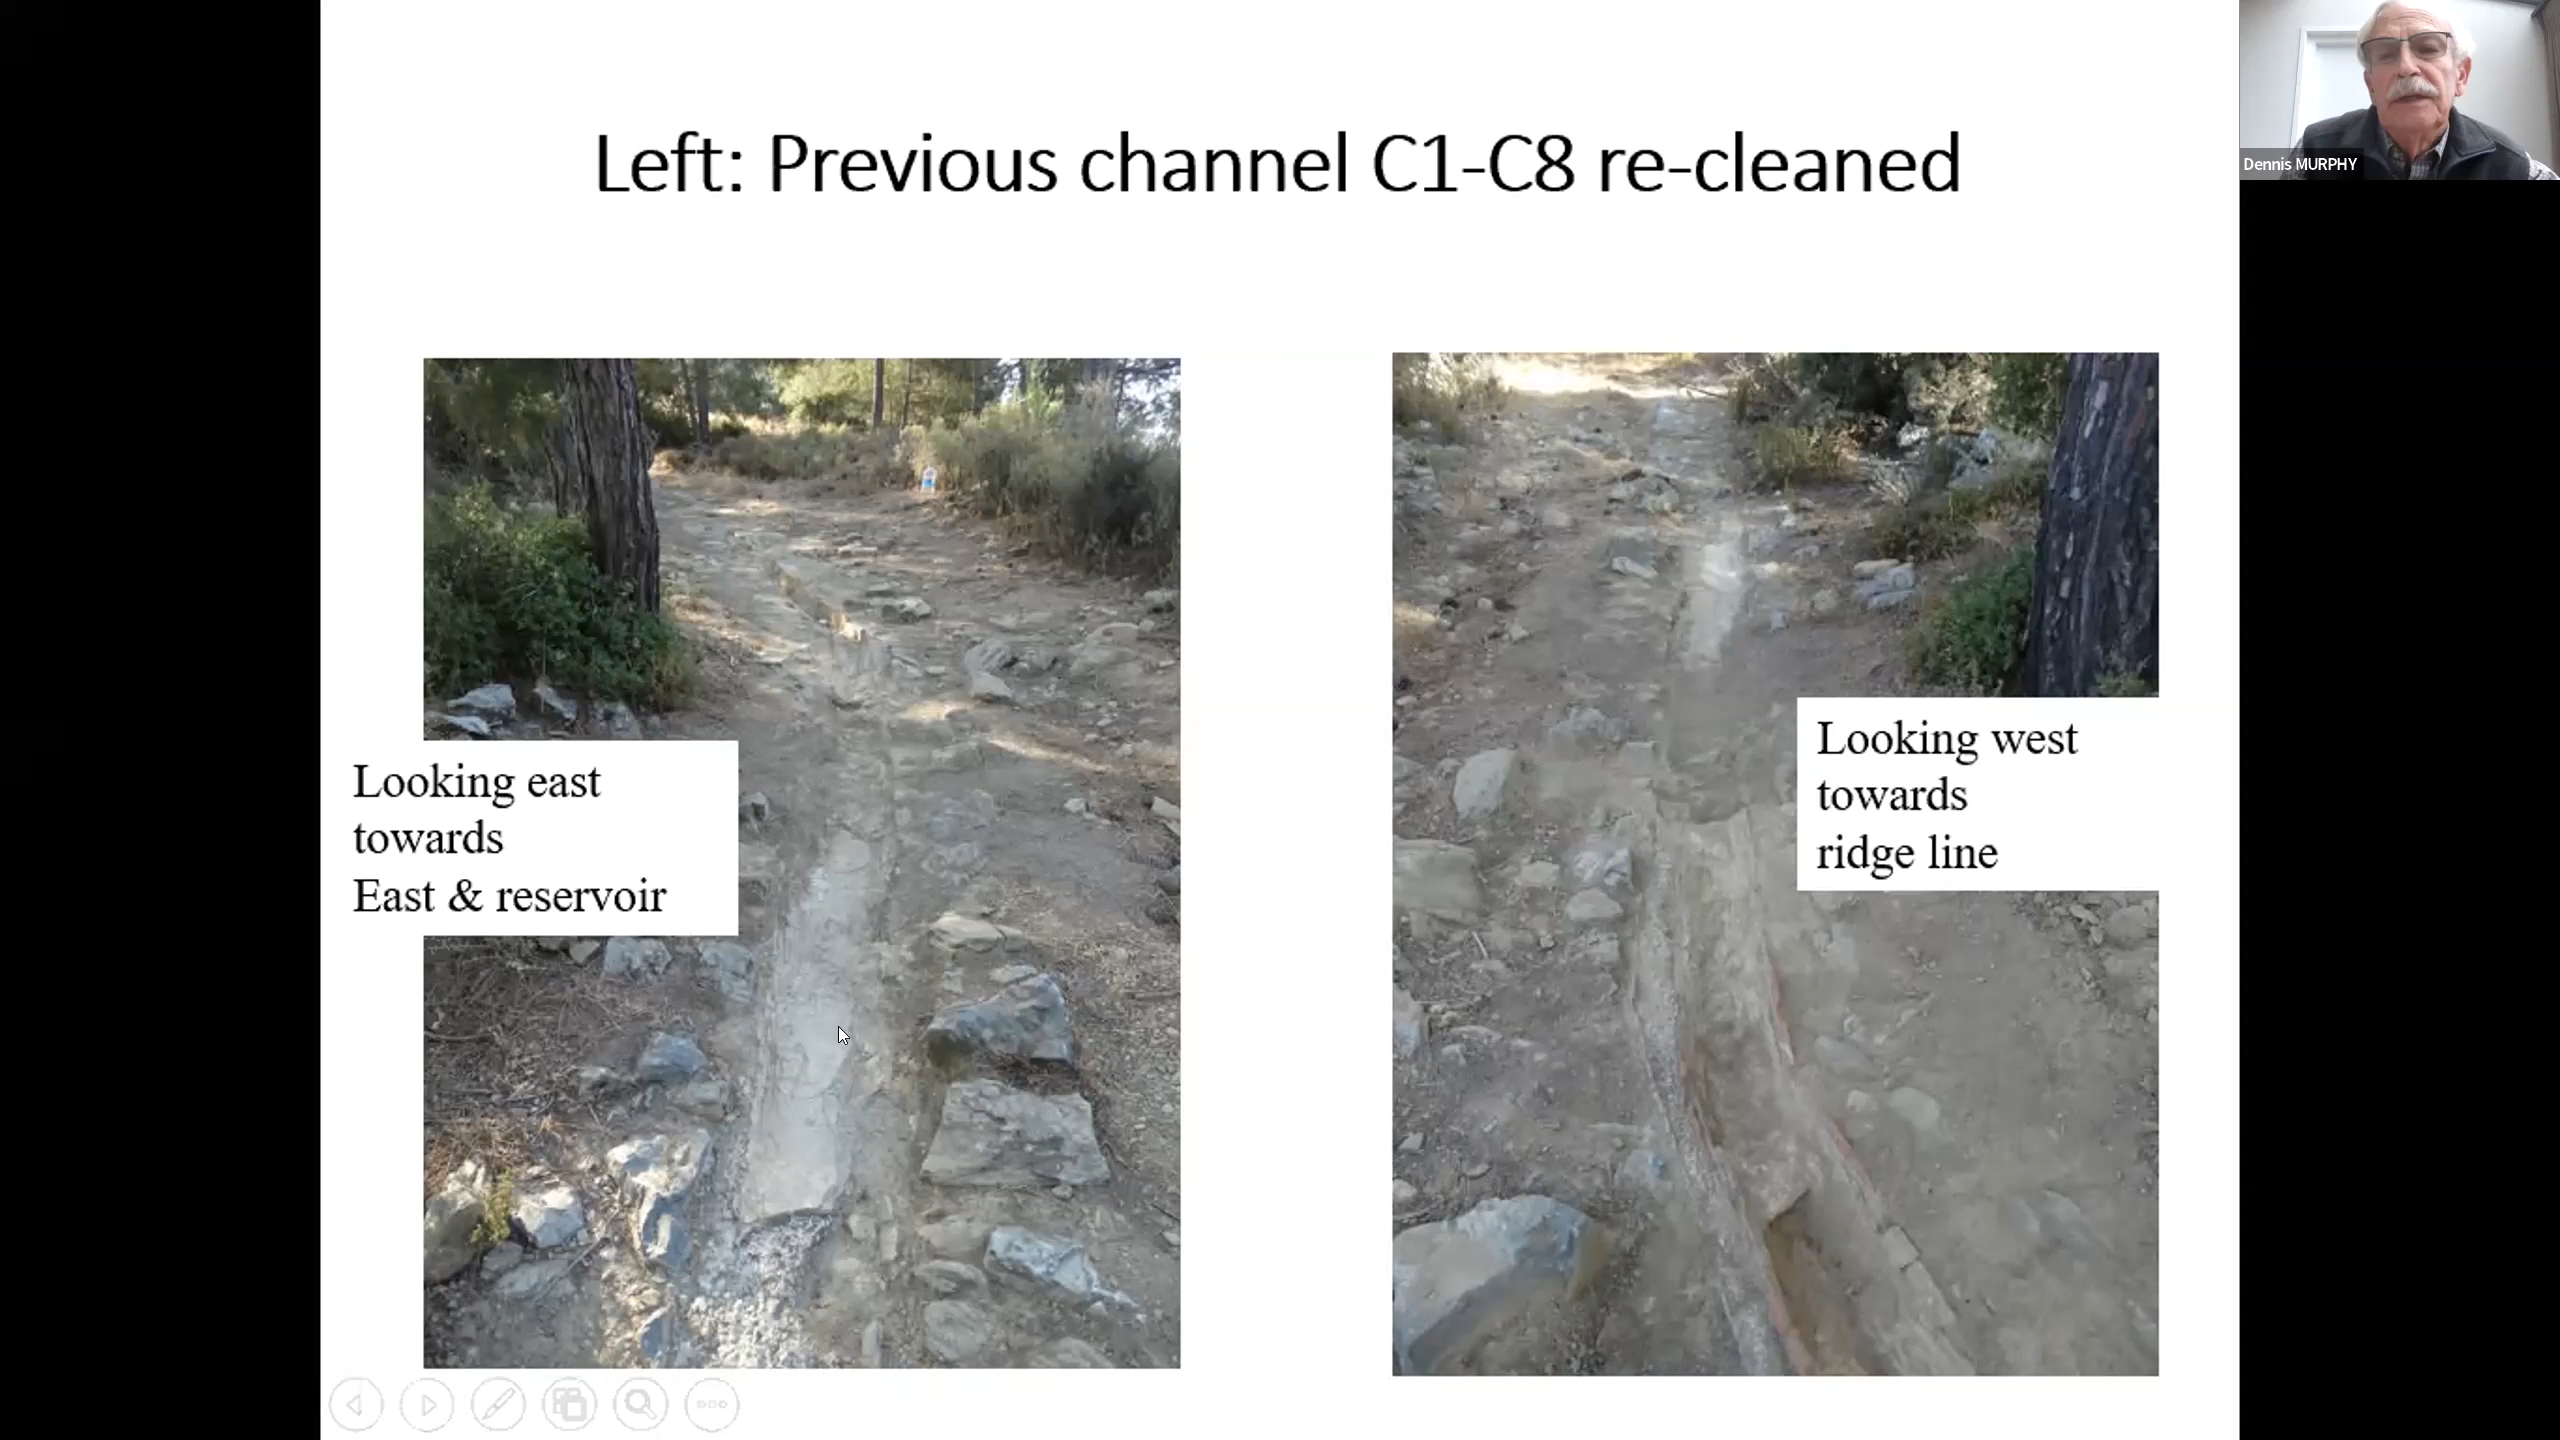 Left: Previous channel C1-C8 re-cleaned
Dennis MURPHY
Looking east
towards
East & reservoir
Looking west
towards
ridge line